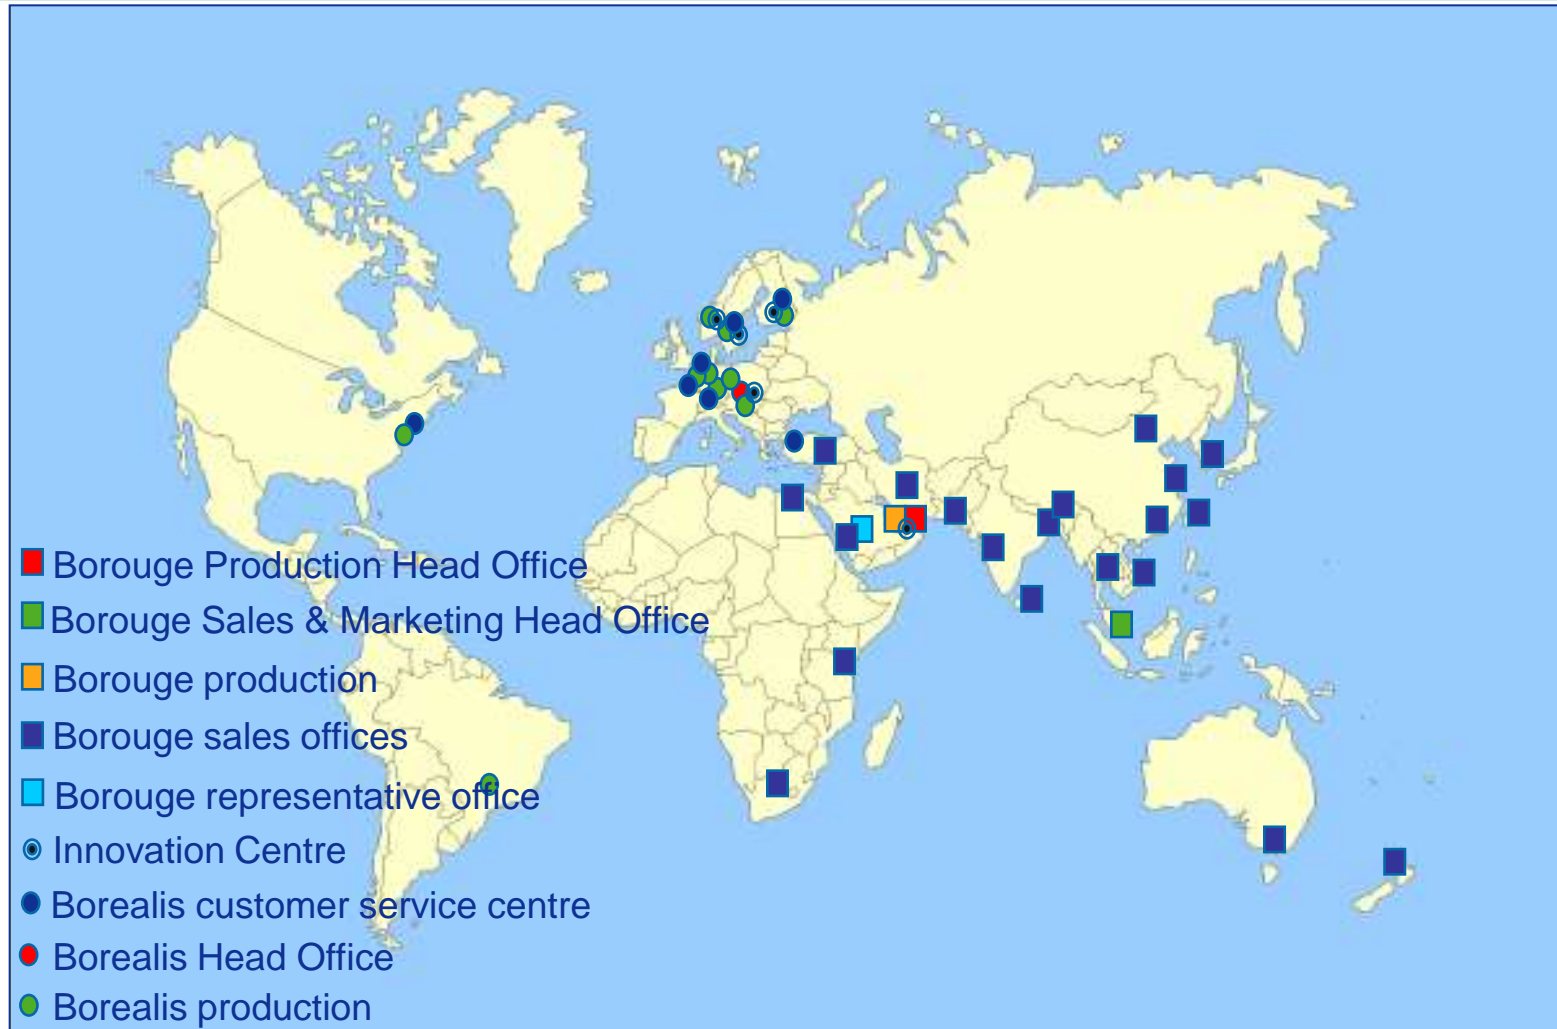 Borouge Production Head Office
Borouge Sales & Marketing Head Office
Borouge production
Borouge sales offices
Borouge representative office
Innovation Centre
Borealis customer service centre
Borealis Head Office
Borealis production